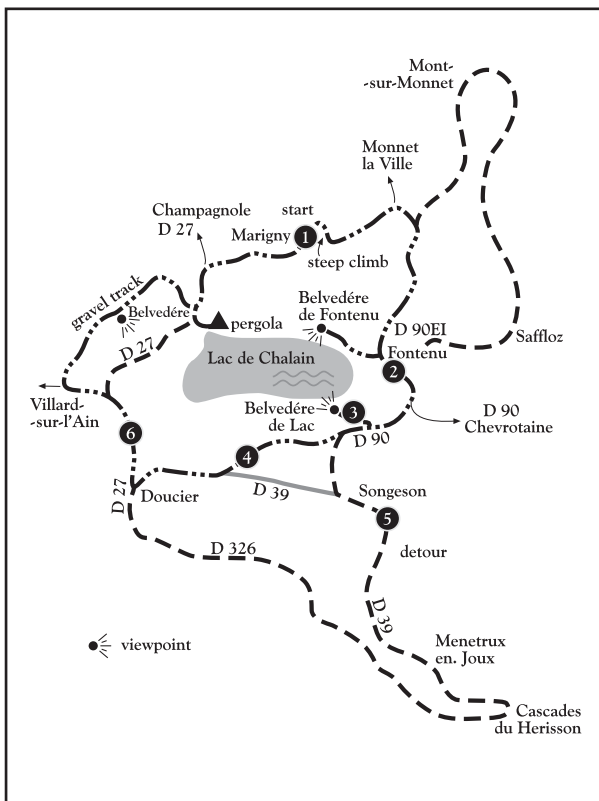 Mont-
-sur-Monnet
Monnet
la Ville
Champagnole
D 27
start
Marigny
1
steep climb
gravel track
Belvedére
pergola
Belvedére
de Fontenu
D 90EI
Fontenu
2
Saffloz
D 27
Lac de Chalain
Villard-
-sur-l'Ain
Belvedére
de Lac
3
D 90
D 90
Chevrotaine
6
4
D 27
Doucier
D 39
Songeson
5
detour
D 326
D 39
viewpoint
Menetrux
en. Joux
Cascades
du Herisson